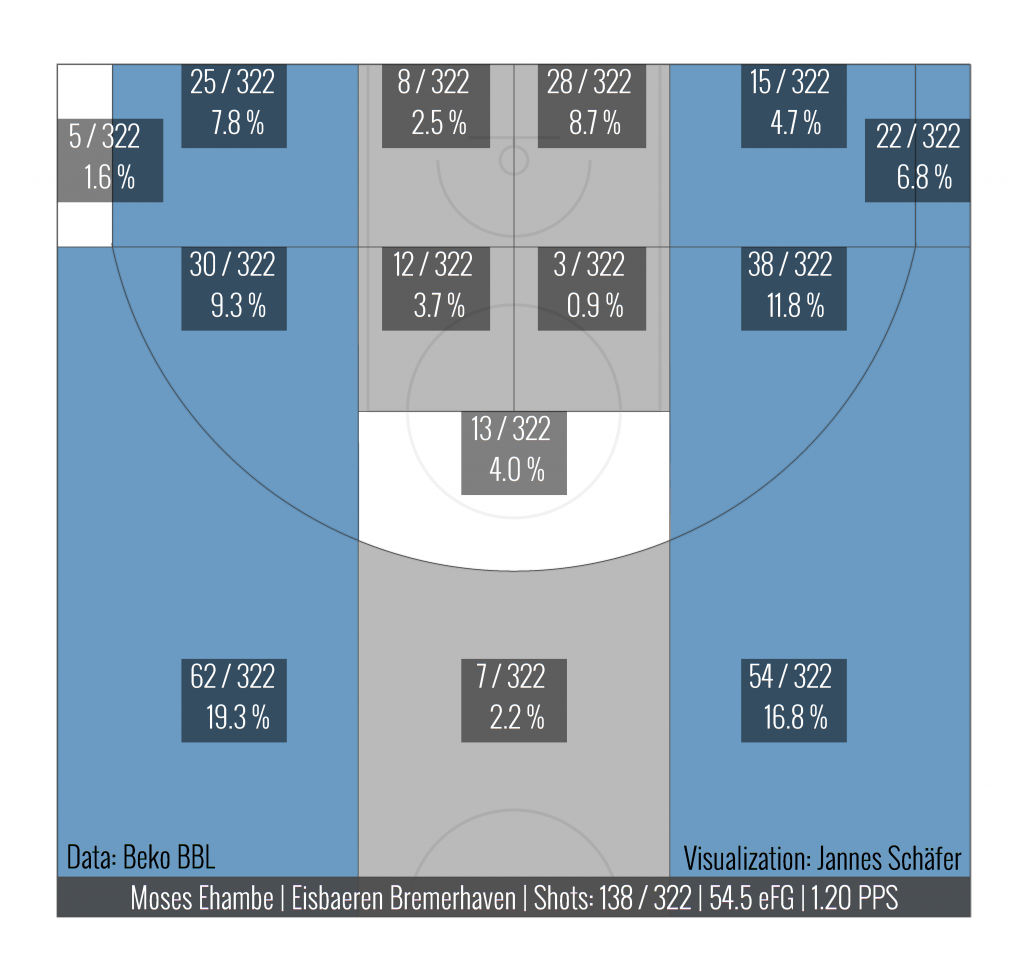 25 / 322
7.8 %
8 / 322
2.5 %
28 / 322
8.7 %
15 / 322
4.7 %
5 / 322
1.6 %
22 / 322
6.8 %
30 / 322
9.3 %
12 / 322
3.7 %
3 / 322
0.9 %
38 / 322
11.8 %
13 / 322
4.0 %
62 / 322
19.3 %
7 / 322
2.2 %
54 / 322
16.8 %
Data: Beko BBL
Visualization: Jannes Schäfer
Moses Ehambe | Eisbaeren Bremerhaven | Shots: 138 / 322 | 54.5 eFG | 1.20 PPS